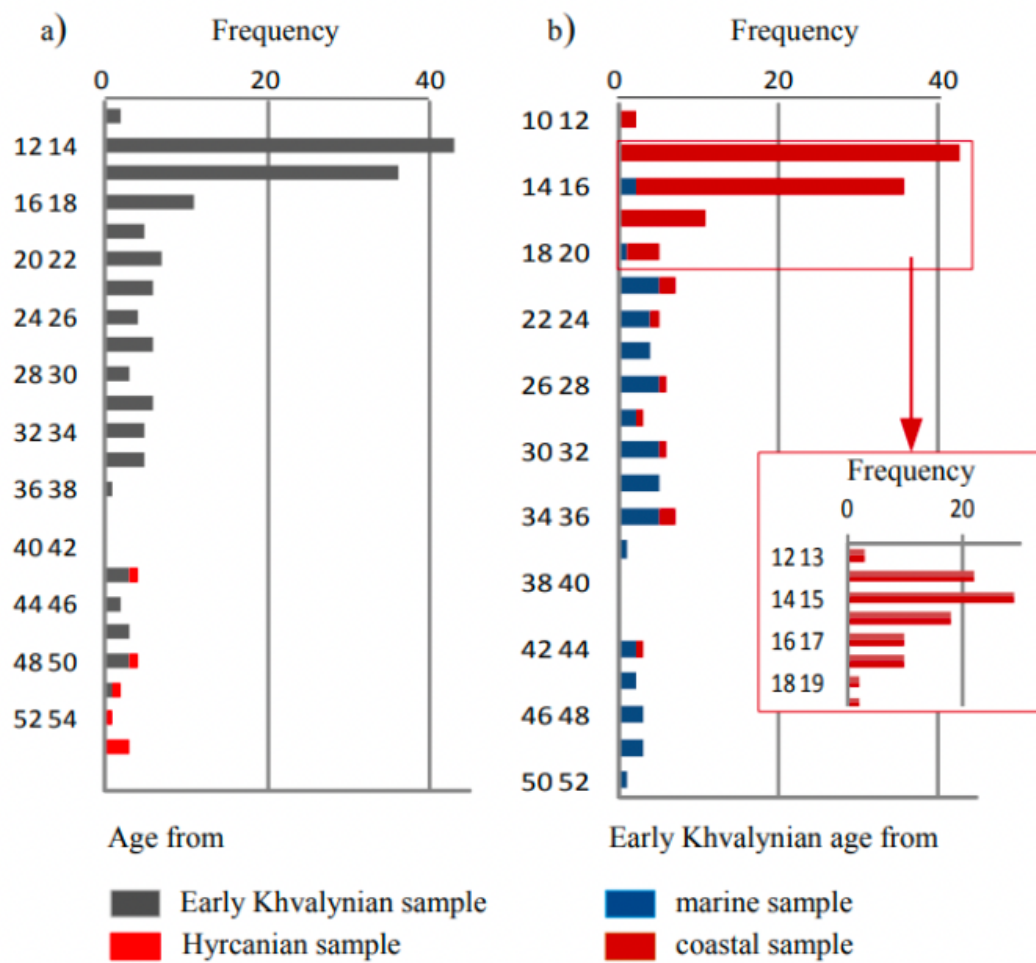 a)
Frequency
0 20 40
12 14
16 18
20 22
24 26
28 30
32 34
36 38
40 42
44 46
48 50
52 54
Age from
Early Khvalynian sample
Hyrcanian sample
b)
Frequency
0 20 40
10 12
14 16
18 20
22 24
26 28
30 32
34 36
38 40
42 44
46 48
50 52
Frequency
0 20
12 13
14 15
16 17
18 19
Early Khvalynian age from
marine sample
coastal sample